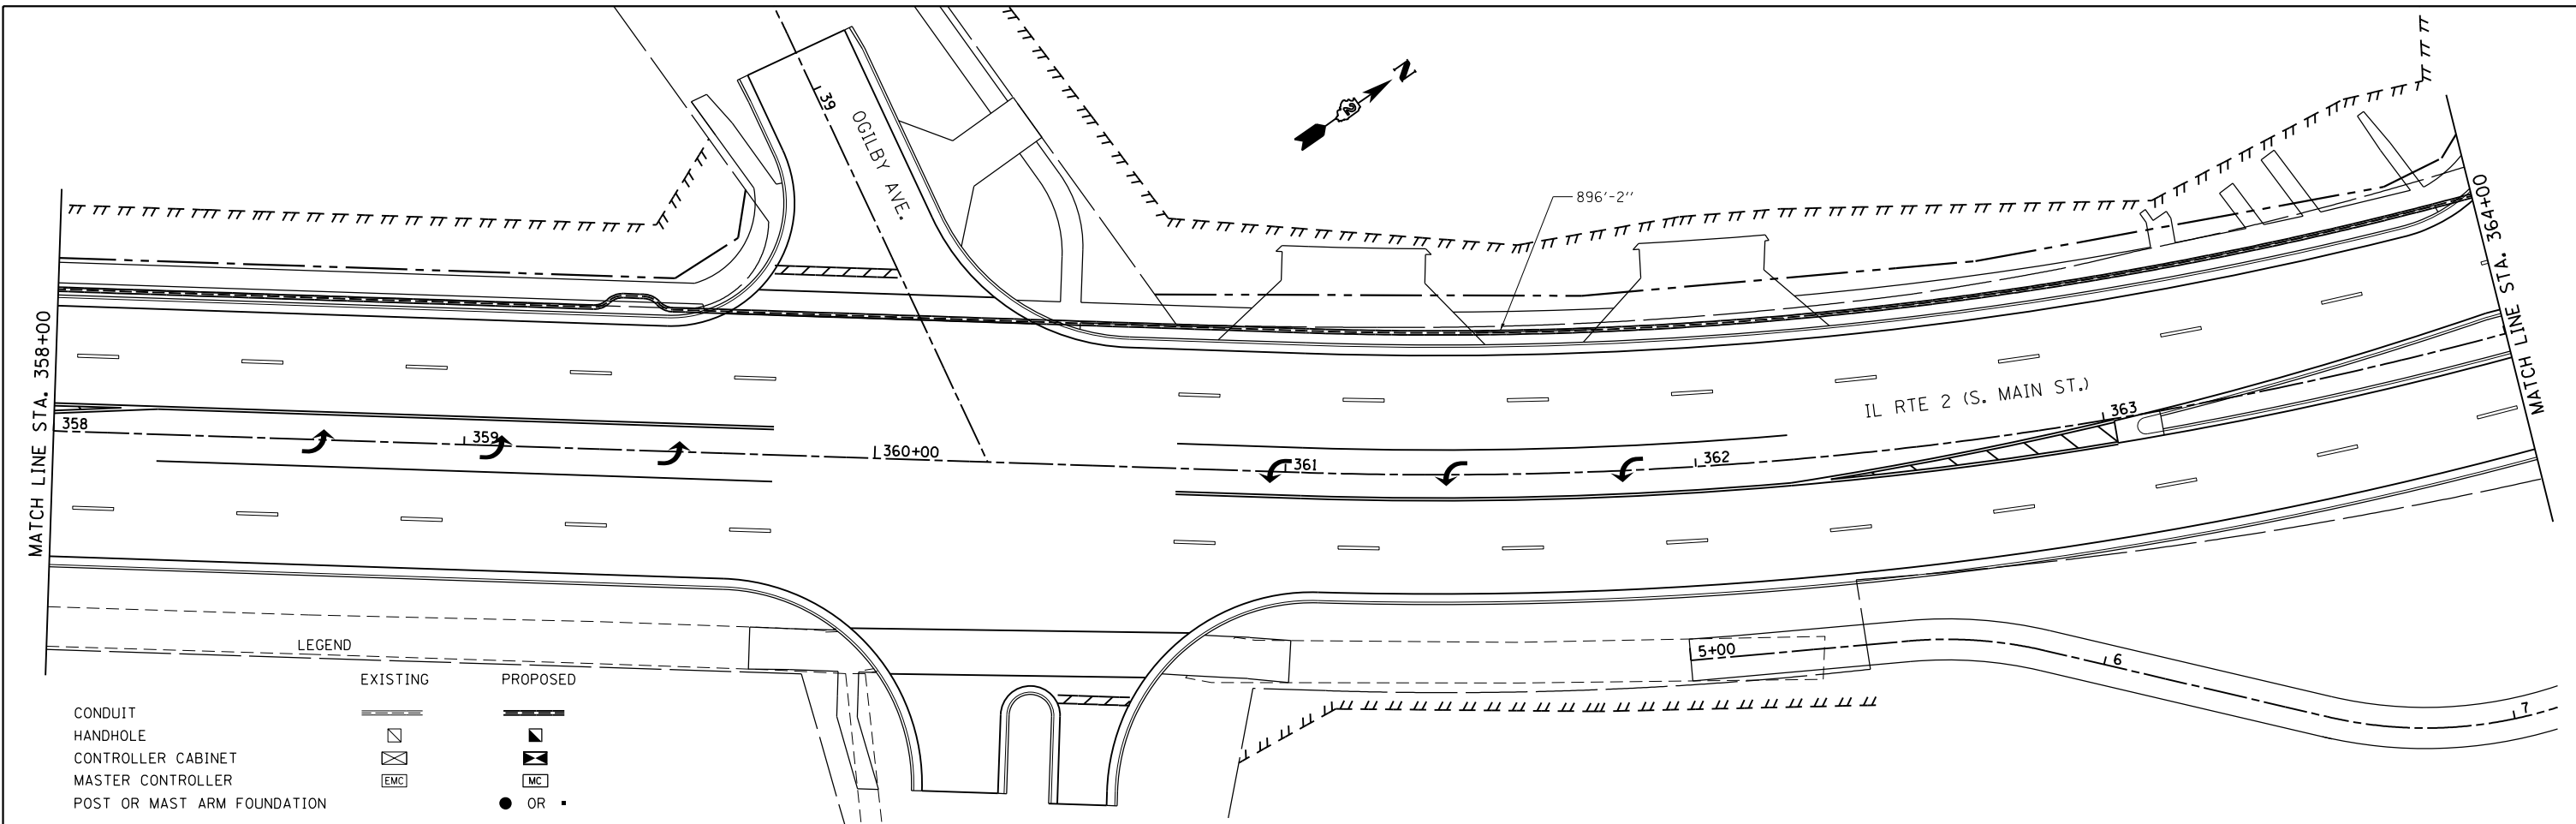 N
2
39
OGILBY AVE.
896'-2''
MATCH LINE STA. 358+00
MATCH LINE STA. 364+00
358
359
360+00
361
362
363
IL RTE 2 (S. MAIN ST.)
5+00
6
7
LEGEND
EXISTING PROPOSED
CONDUIT
HANDHOLE
CONTROLLER CABINET
MASTER CONTROLLER EMC MC
POST OR MAST ARM FOUNDATION OR